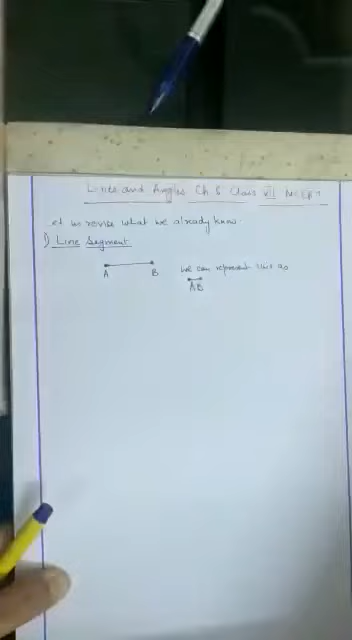 Lines and Angles Ch 5 Class VII
et us revise what we already know.
1) Line Segment
A B
we can represent this as
AB